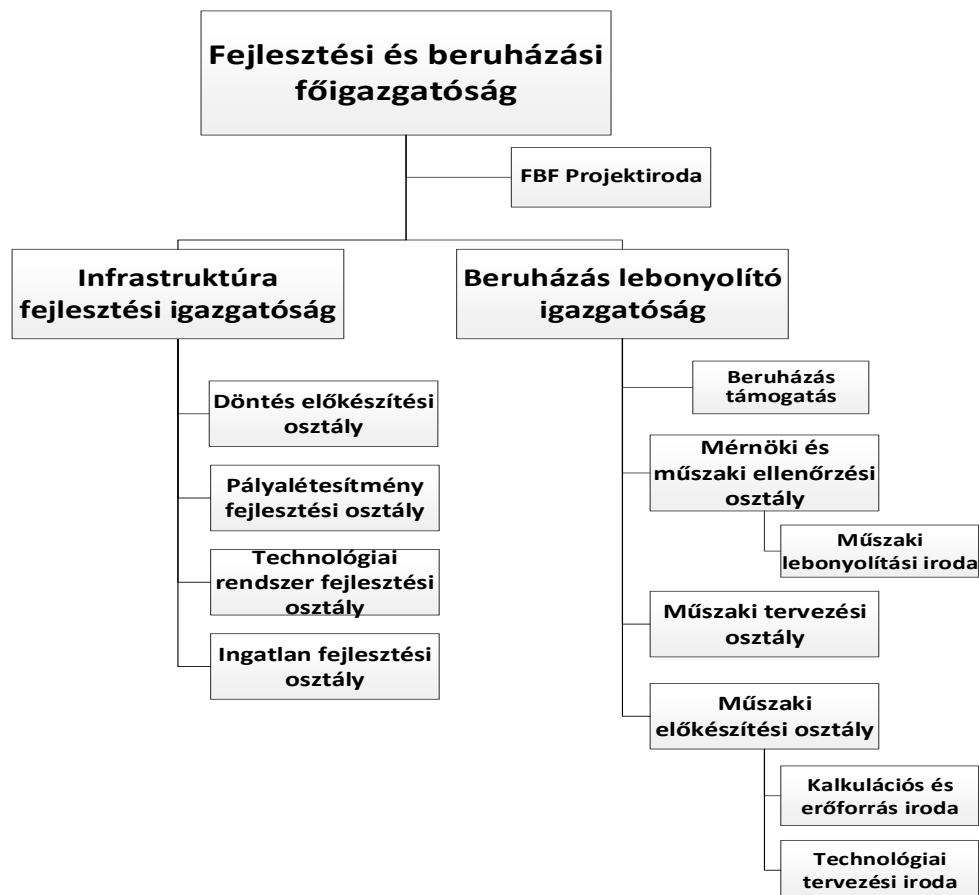 Fejlesztési és beruházási
főigazgatóság
FBF Projektiroda
Infrastruktúra
fejlesztési igazgatóság
Döntés előkészítési
osztály
Pályalétesítmény
fejlesztési osztály
Technológiai
rendszer fejlesztési
osztály
Ingatlan fejlesztési
osztály
Beruházás lebonyolító
igazgatóság
Beruházás
támogatás
Mérnöki és
műszaki ellenőrzési
osztály
Műszaki
lebonyolítási iroda
Műszaki tervezési
osztály
Műszaki
előkészítési osztály
Kalkulációs és
erőforrás iroda
Technológiai
tervezési iroda